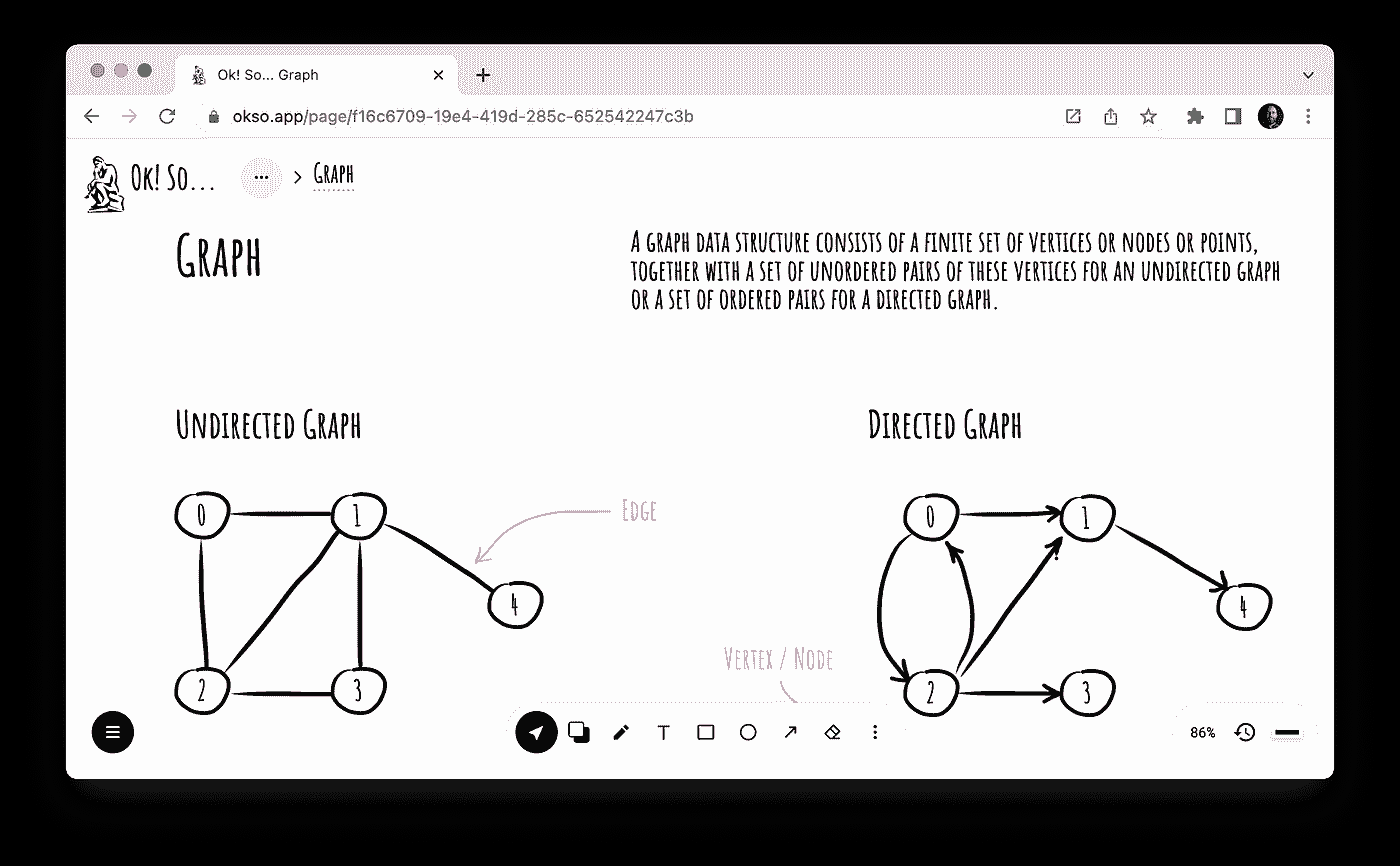 Ok! So... Graph
okso.app/page/f16c6709-19e4-419d-285c-652542247c3b
OK! SO...
GRAPH
GRAPH
A GRAPH DATA STRUCTURE CONSISTS OF A FINITE SET OF VERTICES OR NODES OR POINTS,
TOGETHER WITH A SET OF UNORDERED PAIRS OF THESE VERTICES FOR AN UNDIRECTED GRAPH
OR A SET OF ORDERED PAIRS FOR A DIRECTED GRAPH.
UNDIRECTED GRAPH
0
1
2
3
4
EDGE
VERTEX / NODE
DIRECTED GRAPH
0
1
2
3
4
T
86%